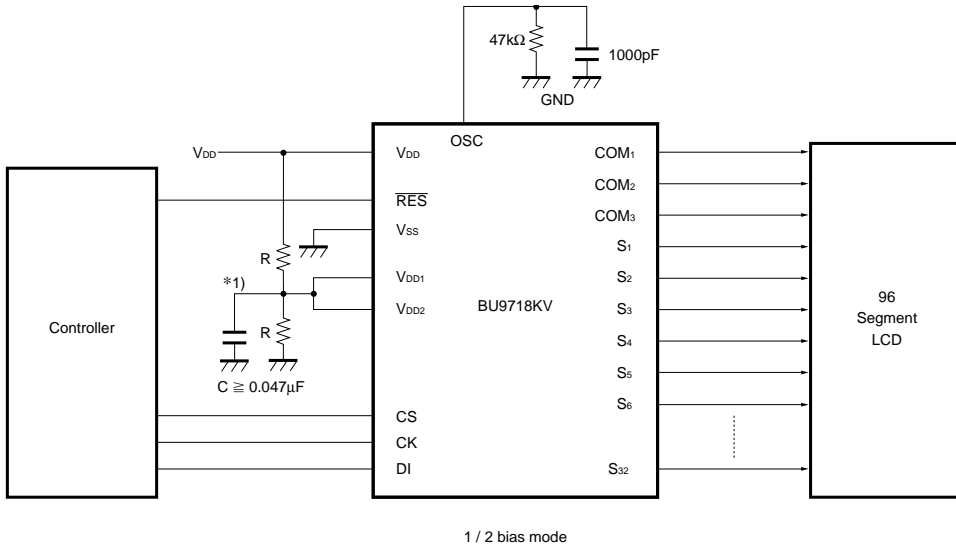 47kΩ
1000pF
GND
OSC
VDD
VDD
RES
VSS
R
*1)
VDD1
VDD2
R
C ≧ 0.047μF
CS
CK
DI
Controller
BU9718KV
COM1
COM2
COM3
S1
S2
S3
S4
S5
S6
S32
96
Segment
LCD
1 / 2 bias mode